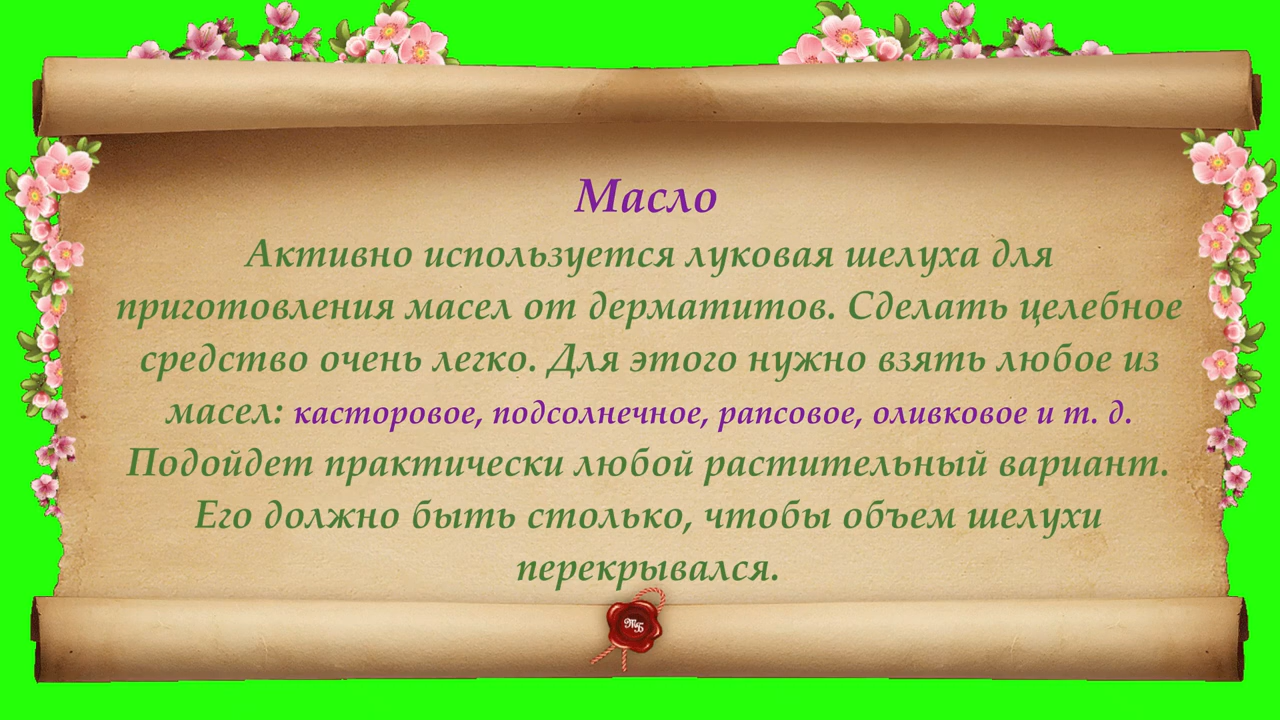 Масло
Активно используется луковая шелуха для
приготовления масел от дерматитов. Сделать целебное
средство очень легко. Для этого нужно взять любое из
масел: касторовое, подсолнечное, рапсовое, оливковое и т. д.
Подойдет практически любой растительный вариант.
Его должно быть столько, чтобы объем шелухи
перекрывался.